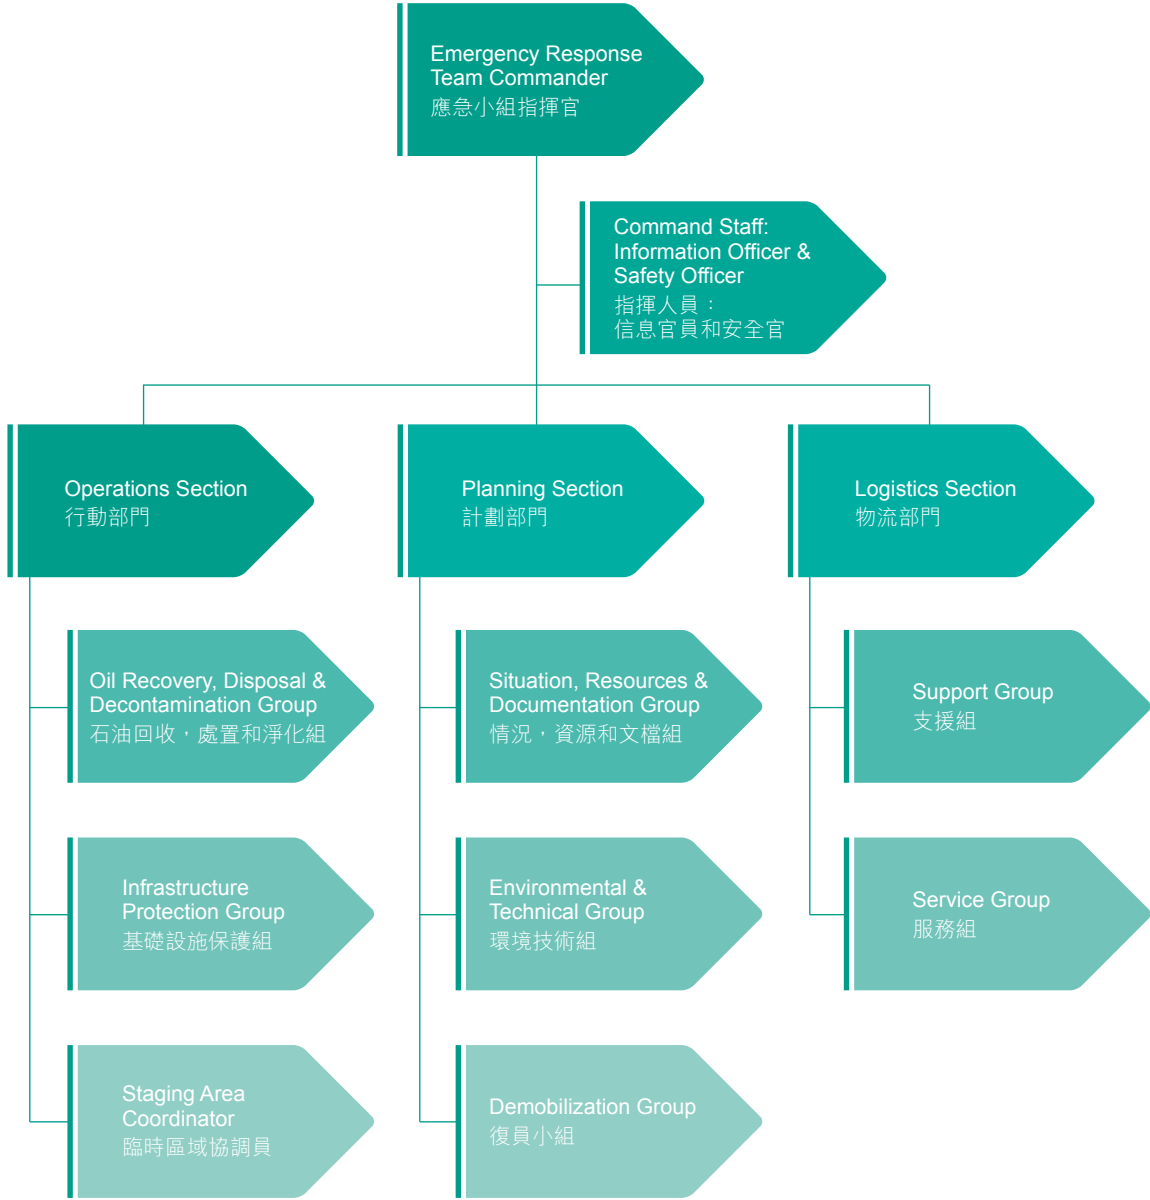 Emergency Response
Team Commander
應急小組指揮官
Command Staff:
Information Officer &
Safety Officer
指揮人員：
信息官員和安全官
Operations Section
行動部門
Planning Section
計劃部門
Logistics Section
物流部門
Oil Recovery, Disposal &
Decontamination Group
石油回收，處置和淨化組
Situation, Resources &
Documentation Group
情況，資源和文檔組
Support Group
支援組
Infrastructure
Protection Group
基礎設施保護組
Environmental &
Technical Group
環境技術組
Service Group
服務組
Staging Area
Coordinator
臨時區域協調員
Demobilization Group
復員小組